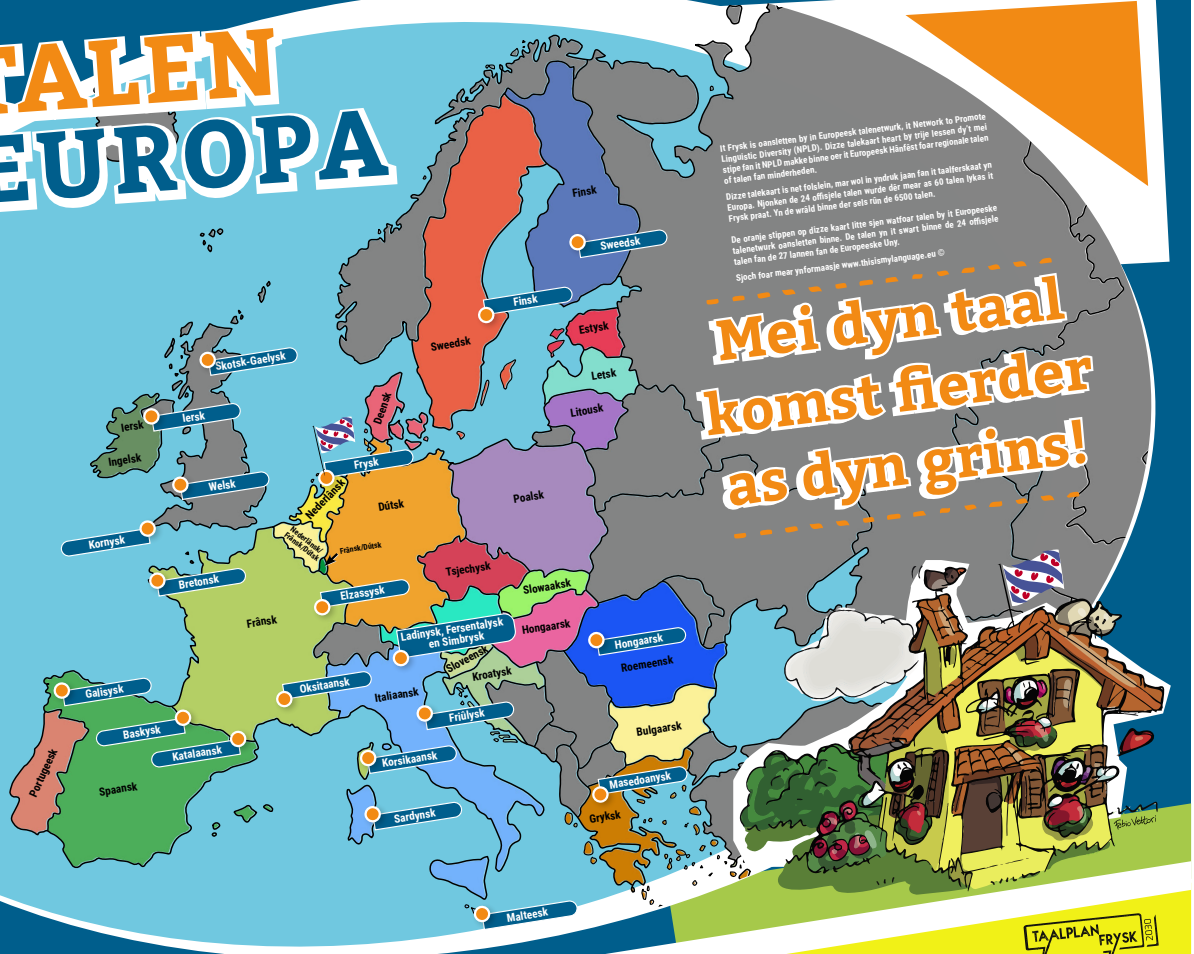 TALEN
EUROPA
It Frysk is oansletten by in Europeesk talenetwurk, it Network to Promote
Linguistic Diversity (NPLD). Dizze talekaart heart by trije lessen dy't mei
stipe fan it NPLD makke binne oer it Europeesk Hânfêst foar regionale talen
of talen fan minderheden.
Dizze talekaart is net folslein, mar wol in yndruk jaan fan it taalferskaat yn
Europa. Njonken de 24 offisjele talen wurde dêr mear as 60 talen lykas it
Frysk praat. Yn de wrâld binne der sels rûn de 6500 talen.
De oranje stippen op dizze kaart litte sjen watfoar talen by it Europeeske
talenetwurk oansletten binne. De talen yn it swart binne de 24 offisjele
talen fan de 27 lannen fan de Europeeske Uny.
Sjoch foar mear ynformaasje www.thisismylanguage.eu ©
Mei dyn taal
komst fierder
as dyn grins!
Finsk
Sweedsk
Finsk
Sweedsk
Estysk
Letsk
Litousk
Skotsk-Gaelysk
Iersk
Iersk
Ingelsk
Deensk
Welsk
Frysk
Nederlânsk
Dútsk
Poalsk
Kornysk
Nederlânsk/
Frânsk/Dútsk
Frânsk/Dútsk
Bretonsk
Elzassysk
Tsjechysk
Slowaaksk
Frânsk
Ladinysk, Fersentalysk
en Simbrysk
Hongaarsk
Hongaarsk
Roemeensk
Sloveensk
Kroatysk
Galisysk
Oksitaansk
Italiaansk
Baskysk
Friûlysk
Bulgaarsk
Katalaansk
Korsikaansk
Portugeesk
Spaansk
Masedoanysk
Sardynsk
Gryksk
Malteesk
TAALPLAN
FRYSK
2030